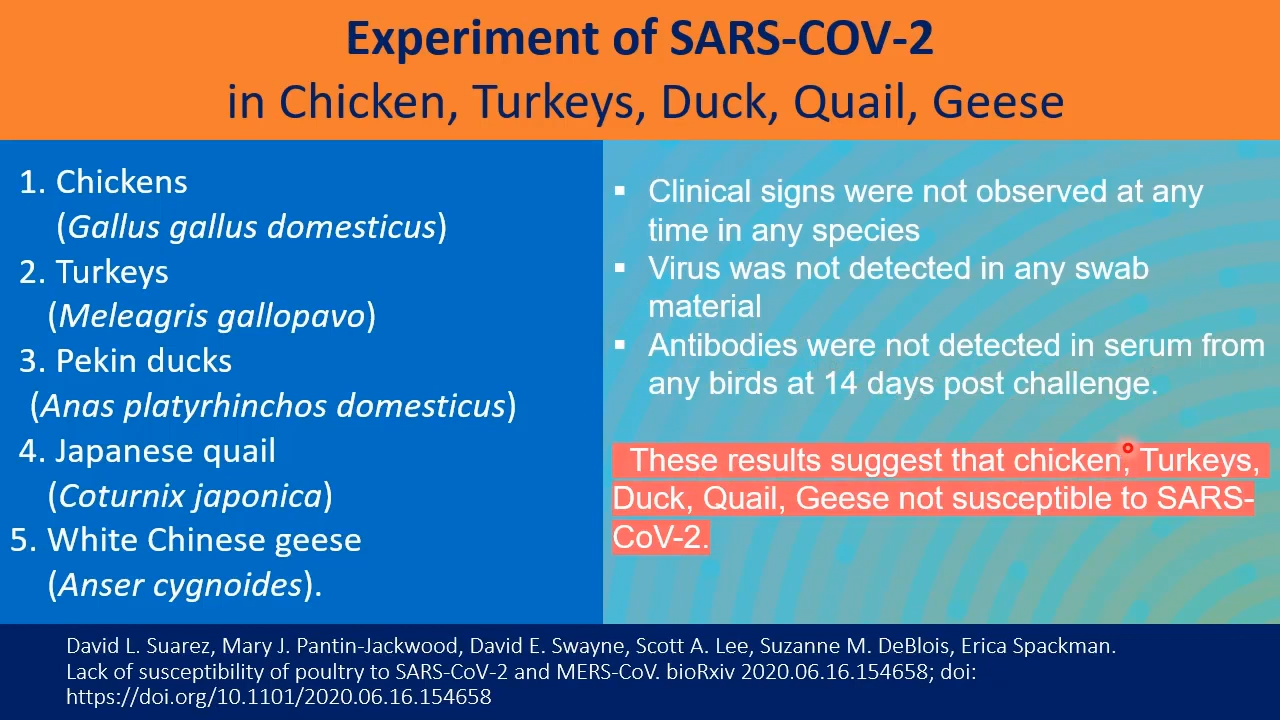 Experiment of SARS-COV-2
in Chicken, Turkeys, Duck, Quail, Geese
1. Chickens
(Gallus gallus domesticus)
2. Turkeys
(Meleagris gallopavo)
3. Pekin ducks
(Anas platyrhinchos domesticus)
4. Japanese quail
(Coturnix japonica)
5. White Chinese geese
(Anser cygnoides).
▪ Clinical signs were not observed at any
time in any species
▪ Virus was not detected in any swab
material
▪ Antibodies were not detected in serum from
any birds at 14 days post challenge.
These results suggest that chicken, Turkeys,
Duck, Quail, Geese not susceptible to SARS-
CoV-2.
David L. Suarez, Mary J. Pantin-Jackwood, David E. Swayne, Scott A. Lee, Suzanne M. DeBlois, Erica Spackman.
Lack of susceptibility of poultry to SARS-CoV-2 and MERS-CoV. bioRxiv 2020.06.16.154658; doi:
https://doi.org/10.1101/2020.06.16.154658